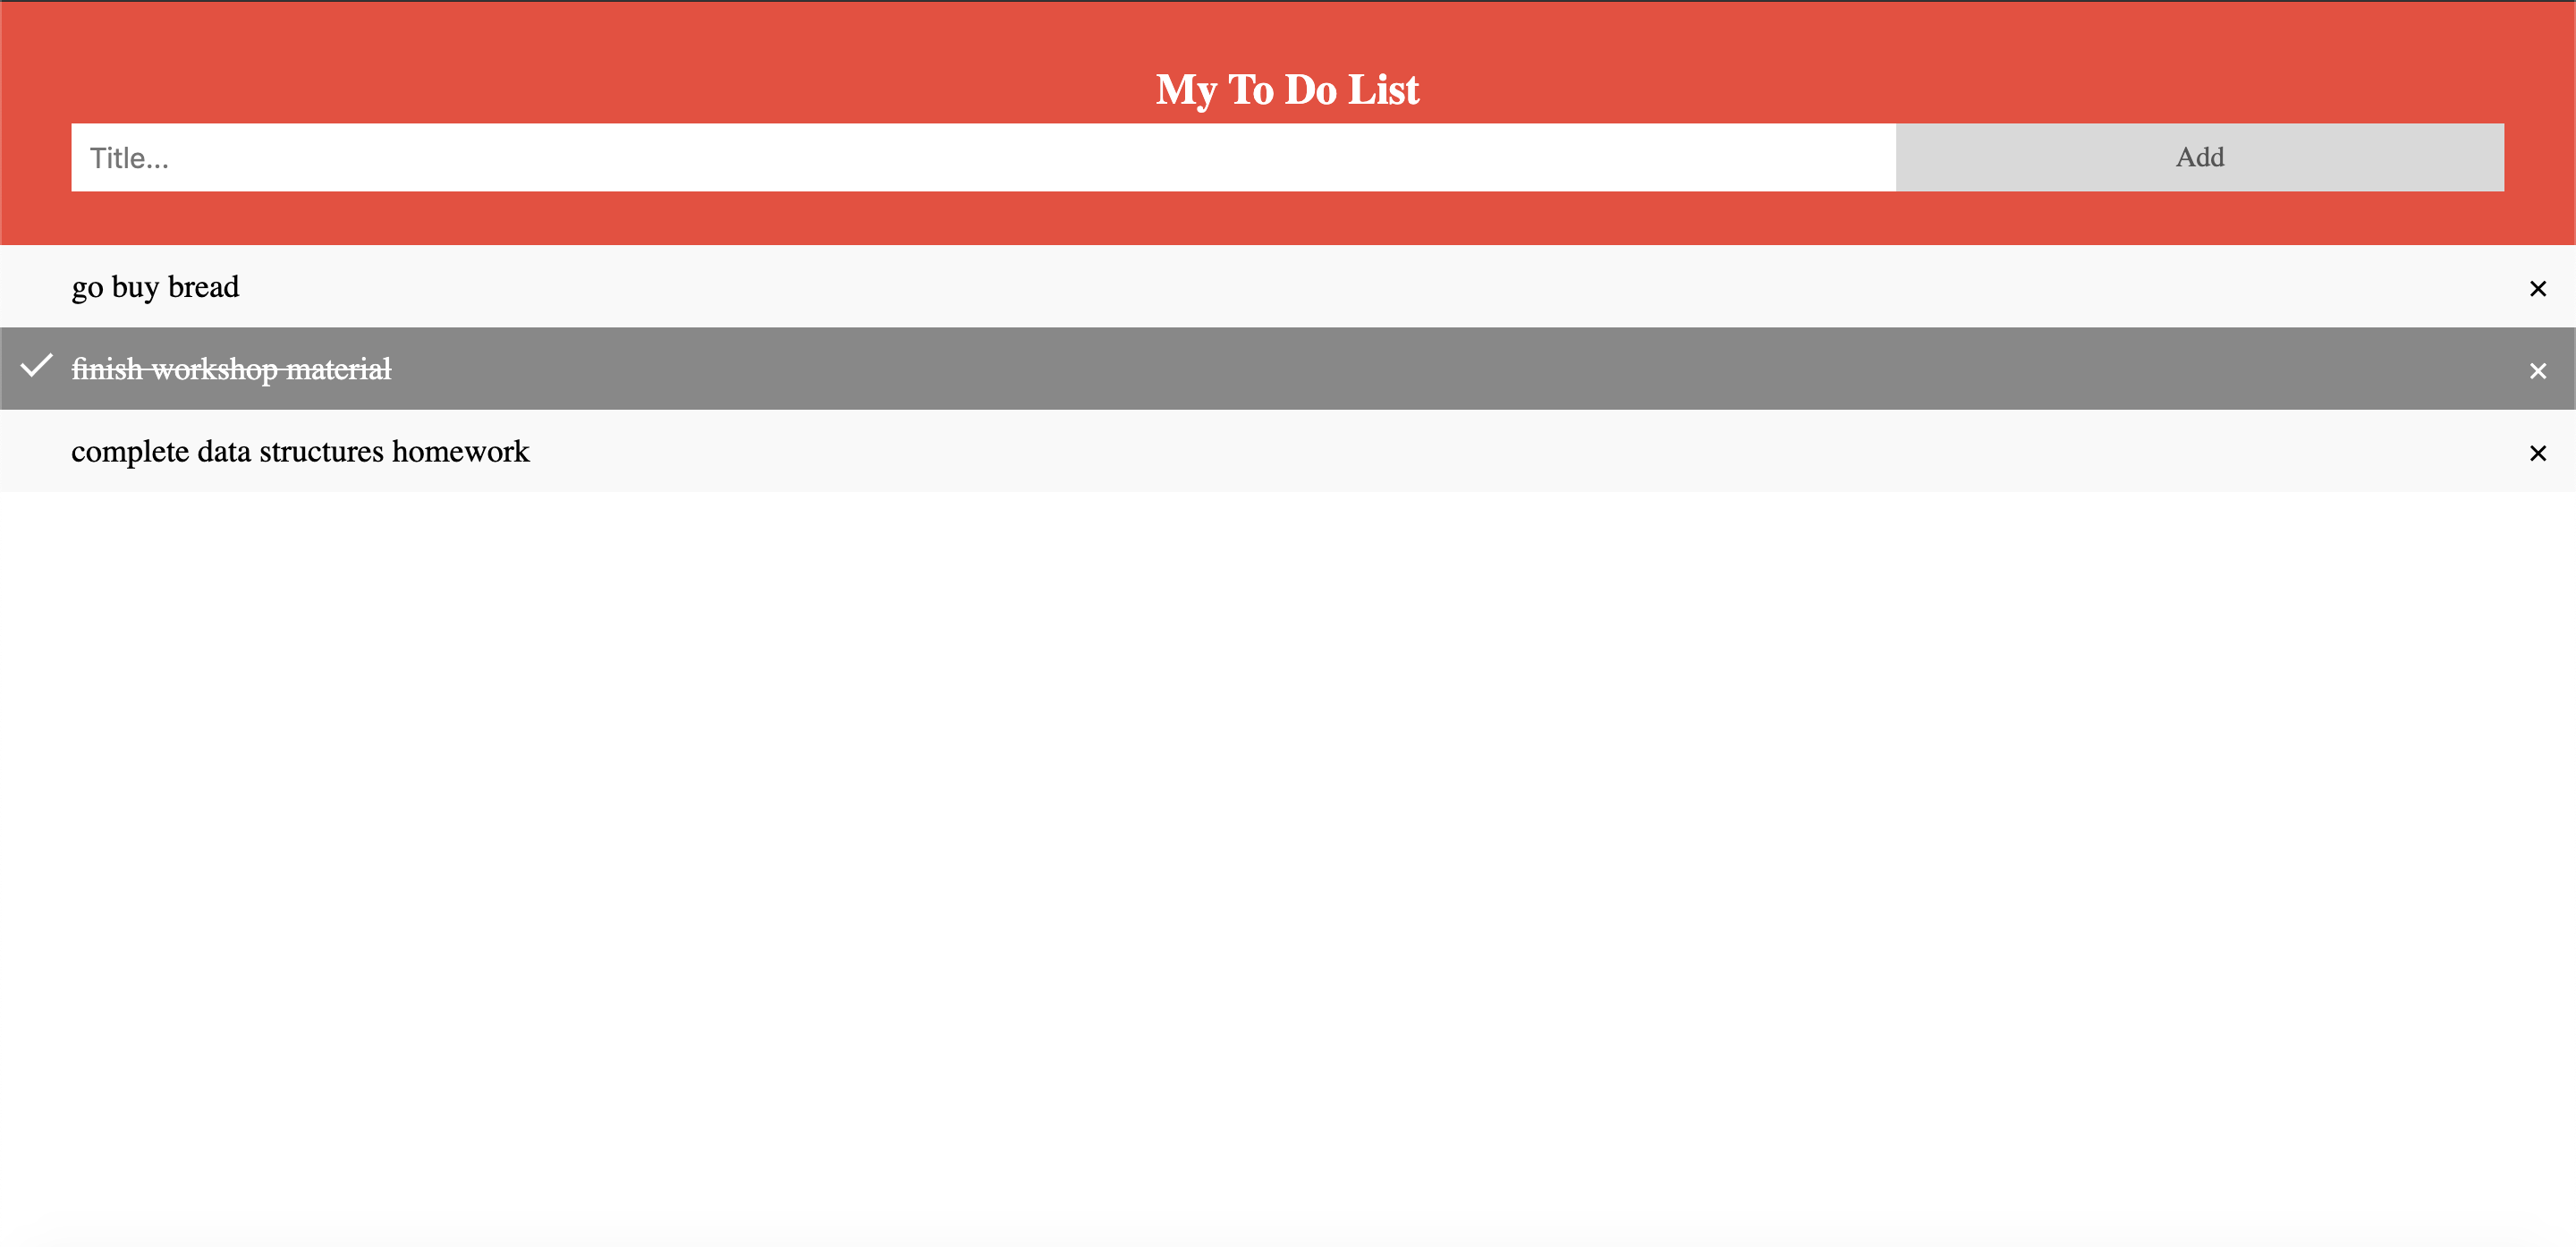 My To Do List
Title...
Add
go buy bread
finish workshop material
complete data structures homework